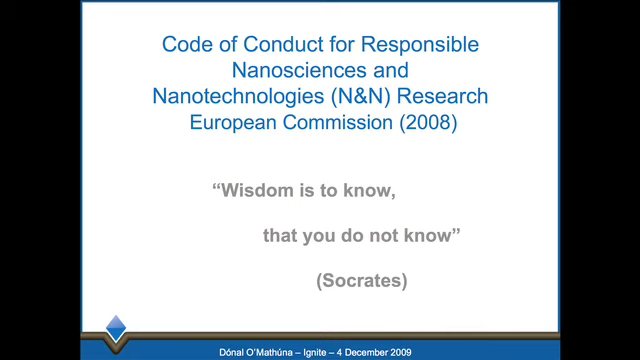 Code of Conduct for Responsible
Nanosciences and
Nanotechnologies (N&N) Research
European Commission (2008)
“Wisdom is to know,
that you do not know”
(Socrates)
Dónal O’Mathúna – Ignite – 4 December 2009